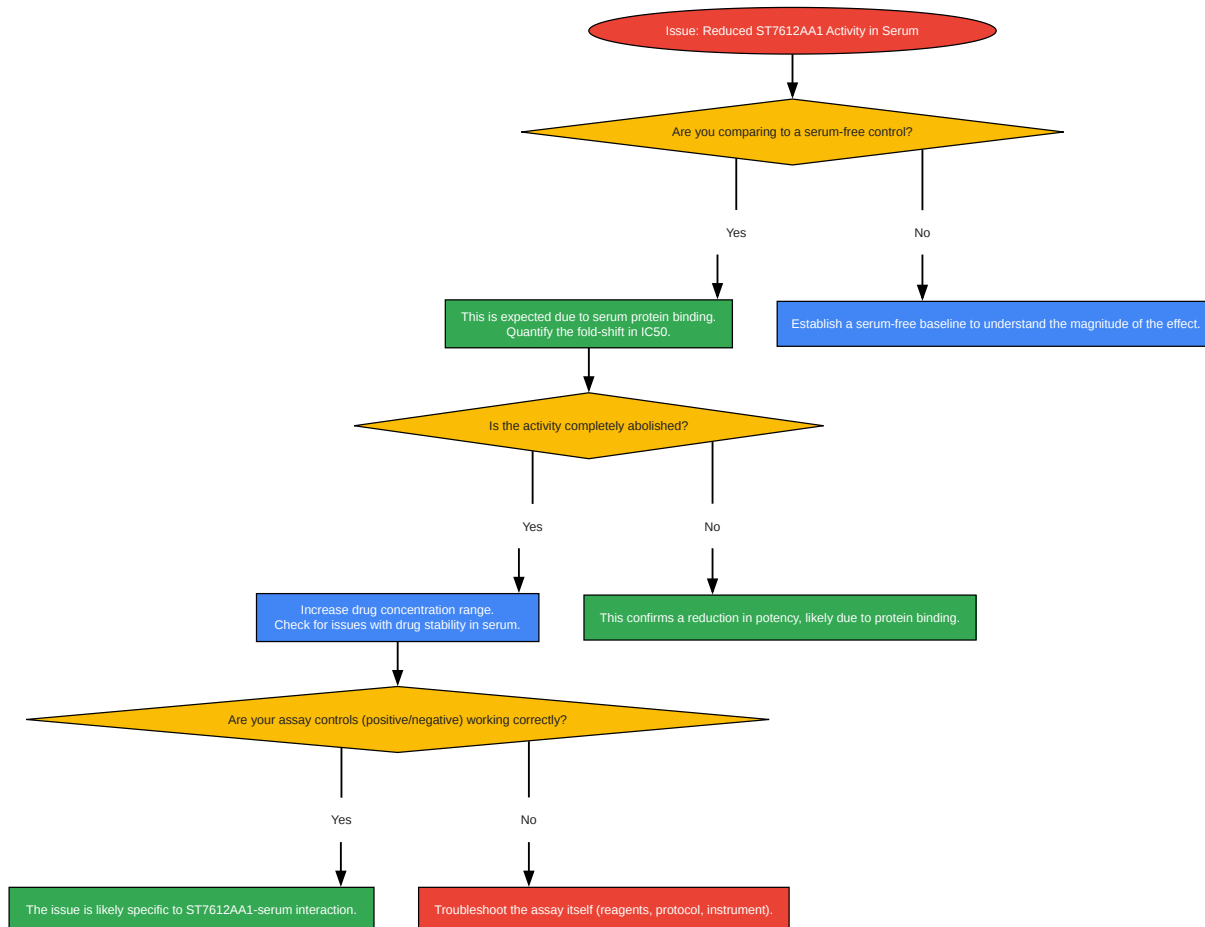 Issue: Reduced ST7612AA1 Activity in Serum
Are you comparing to a serum-free control?
Yes
No
This is expected due to serum protein binding.
Quantify the fold-shift in IC50.
Establish a serum-free baseline to understand the magnitude of the effect.
Is the activity completely abolished?
Yes
No
Increase drug concentration range.
Check for issues with drug stability in serum.
This confirms a reduction in potency, likely due to protein binding.
Are your assay controls (positive/negative) working correctly?
Yes
No
The issue is likely specific to ST7612AA1-serum interaction.
Troubleshoot the assay itself (reagents, protocol, instrument).